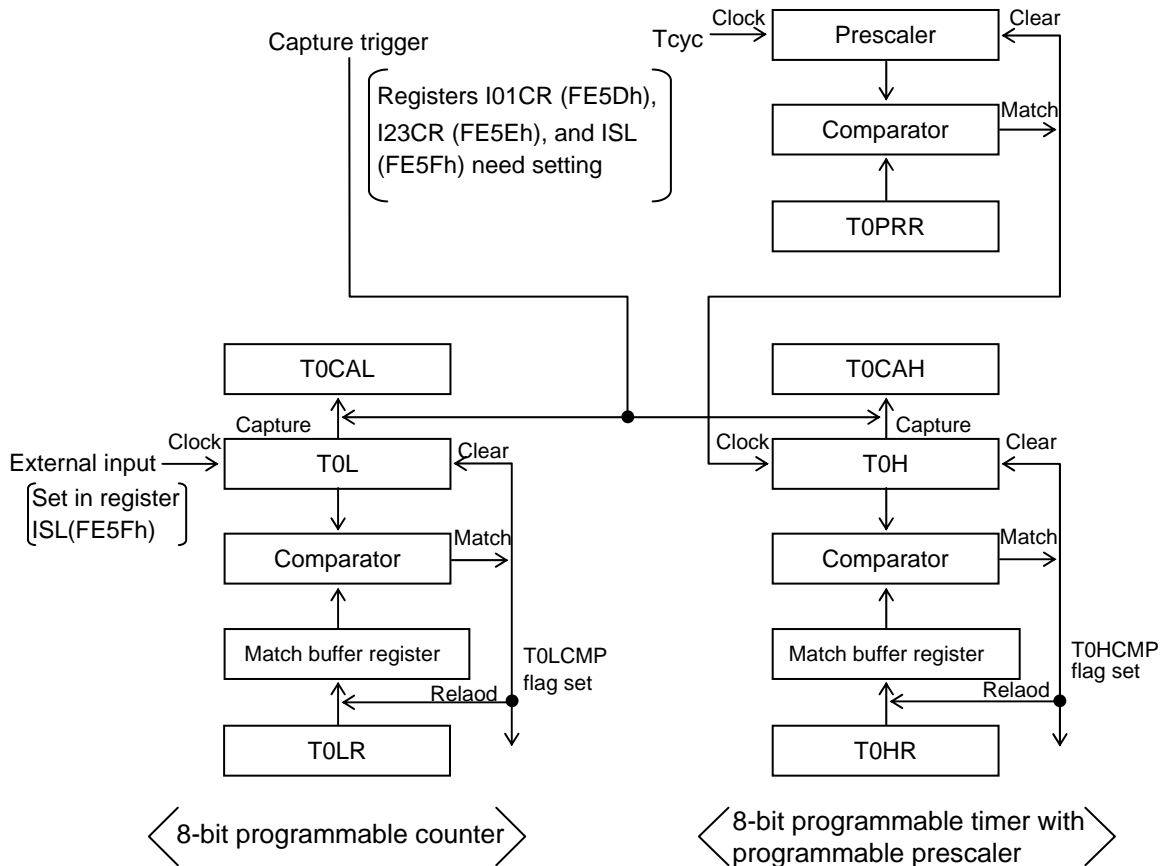 Capture trigger
Registers I01CR (FE5Dh),
I23CR (FE5Eh), and ISL
(FE5Fh) need setting
Tcyc
Clock
Prescaler
Clear
Comparator
Match
T0PRR
T0CAL
Capture
External input
Clock
T0L
Clear
Set in register
ISL(FE5Fh)
Comparator
Match
Match buffer register
T0LCMP
flag set
Relaod
T0LR
8-bit programmable counter
T0CAH
Capture
Clock
T0H
Clear
Comparator
Match
Match buffer register
T0HCMP
flag set
Relaod
T0HR
8-bit programmable timer with
programmable prescaler